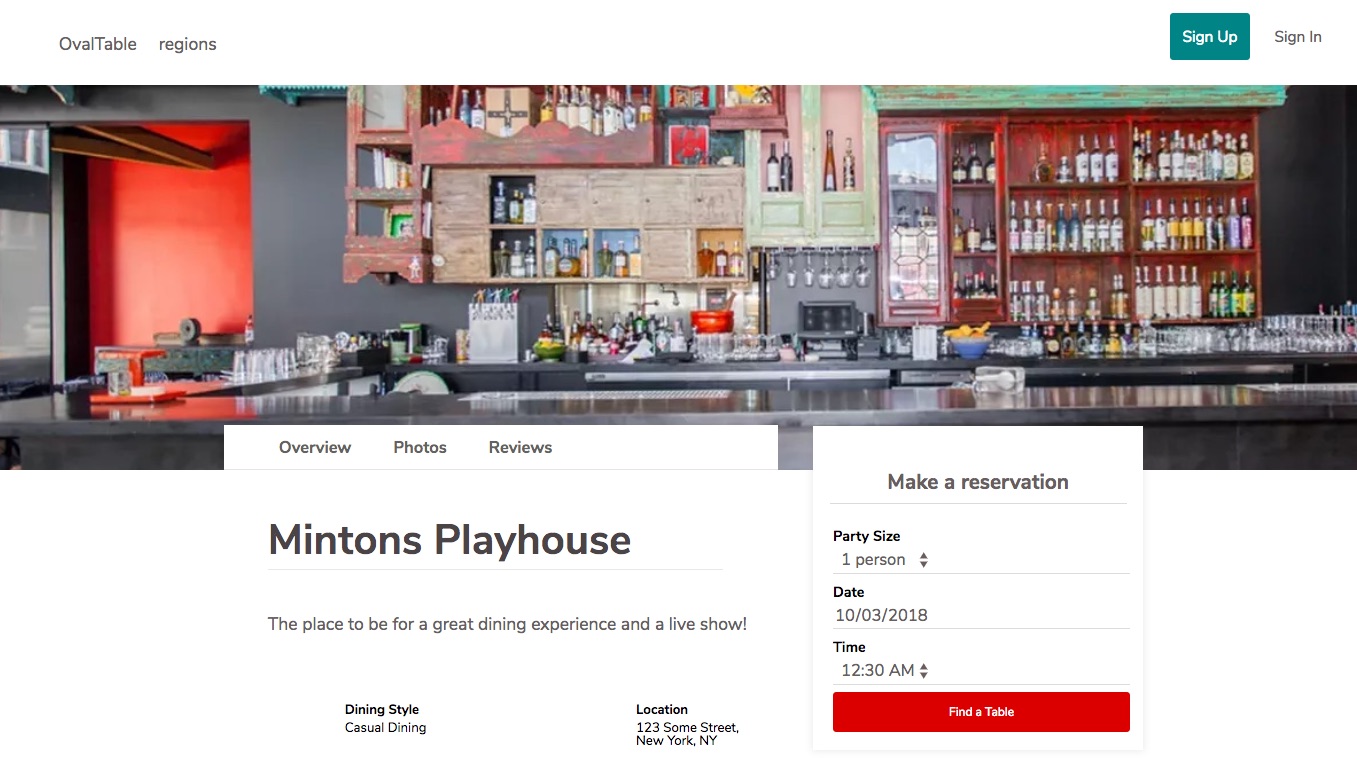 OvalTable regions
Sign Up Sign In
Overview Photos Reviews
Mintons Playhouse
The place to be for a great dining experience and a live show!
Dining Style
Casual Dining
Location
123 Some Street,
New York, NY
Make a reservation
Party Size
1 person
Date
10/03/2018
Time
12:30 AM
Find a Table